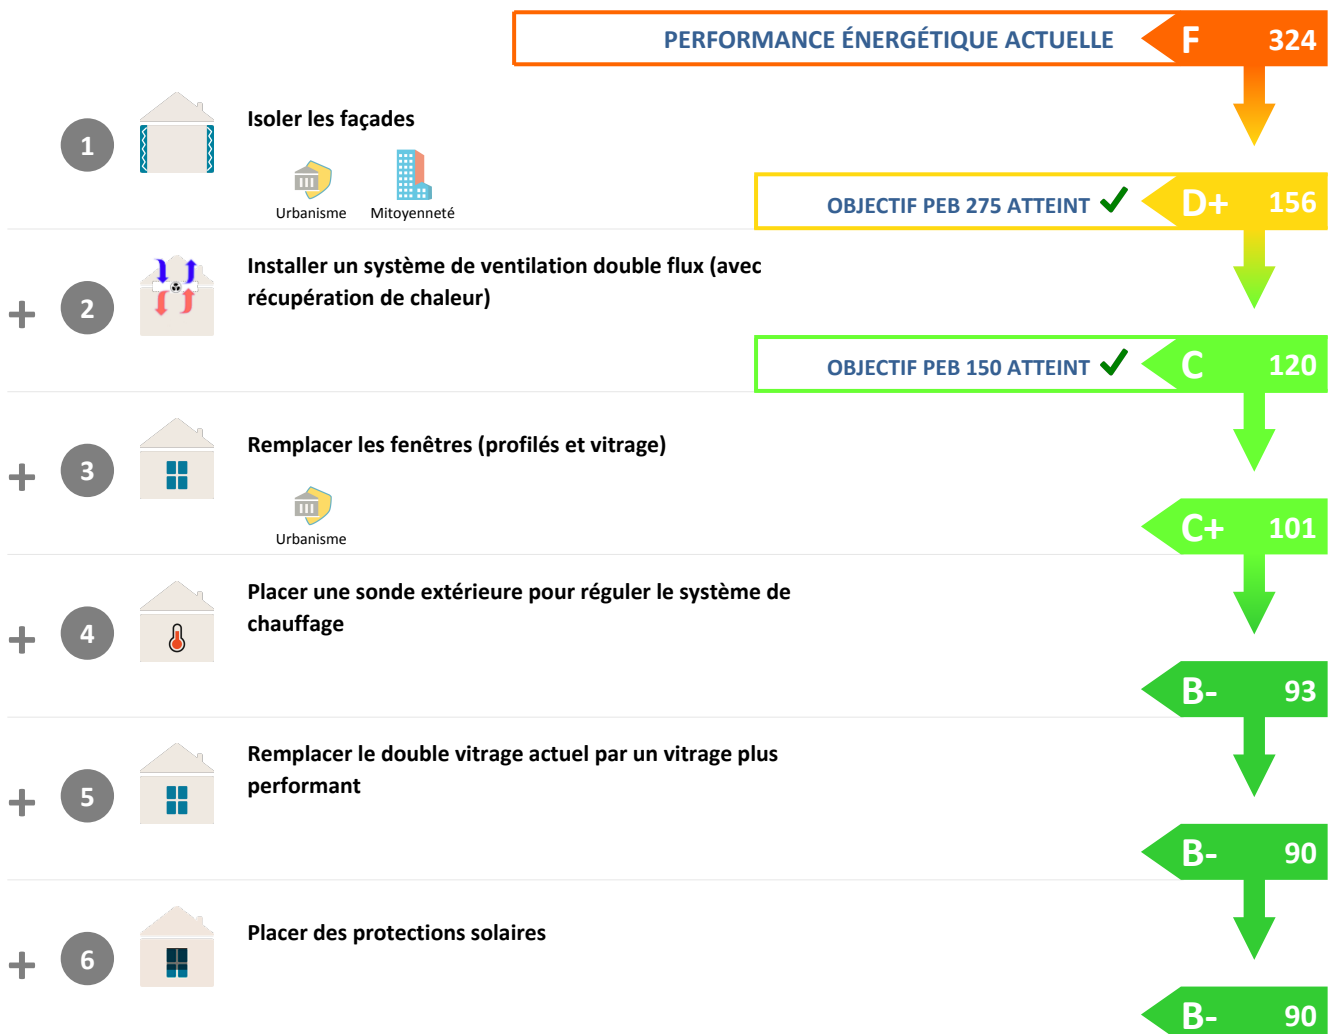 PERFORMANCE ÉNERGÉTIQUE ACTUELLE F 324
1 Isoler les façades
Urbanisme Mitoyenneté
OBJECTIF PEB 275 ATTEINT D+ 156
+ 2 Installer un système de ventilation double flux (avec
récupération de chaleur)
OBJECTIF PEB 150 ATTEINT C 120
+ 3 Remplacer les fenêtres (profilés et vitrage)
Urbanisme
C+ 101
+ 4 Placer une sonde extérieure pour réguler le système de
chauffage
B- 93
+ 5 Remplacer le double vitrage actuel par un vitrage plus
performant
B- 90
+ 6 Placer des protections solaires
B- 90